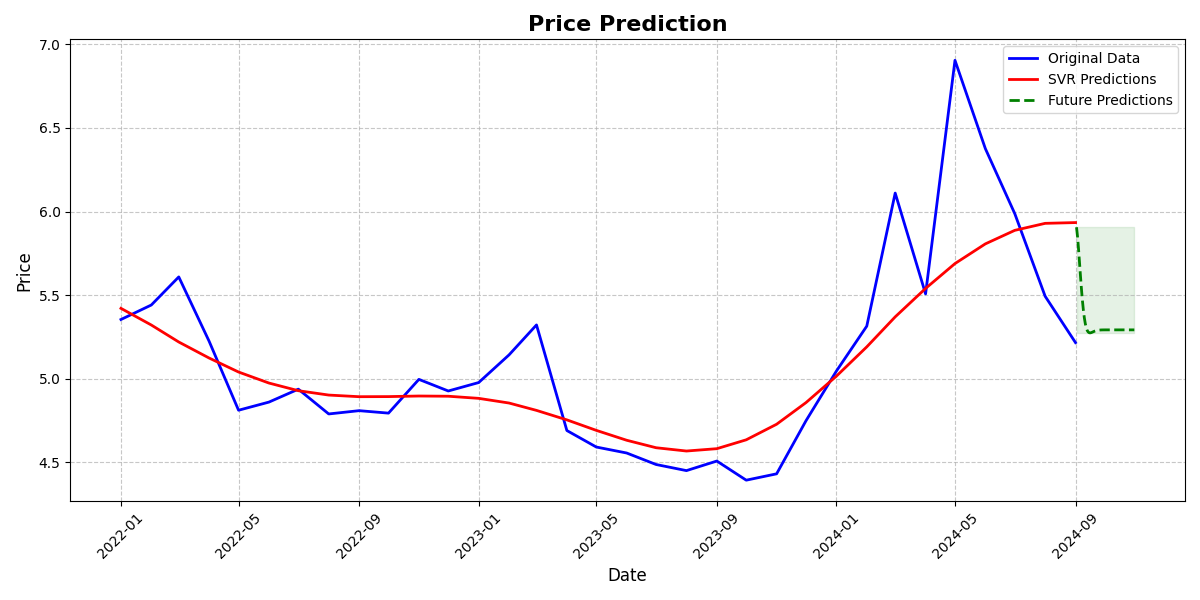 Price Prediction
Original Data
SVR Predictions
Future Predictions
Price
7.0
6.5
6.0
5.5
5.0
4.5
2022-01
2022-05
2022-09
2023-01
2023-05
2023-09
2024-01
2024-05
2024-09
Date